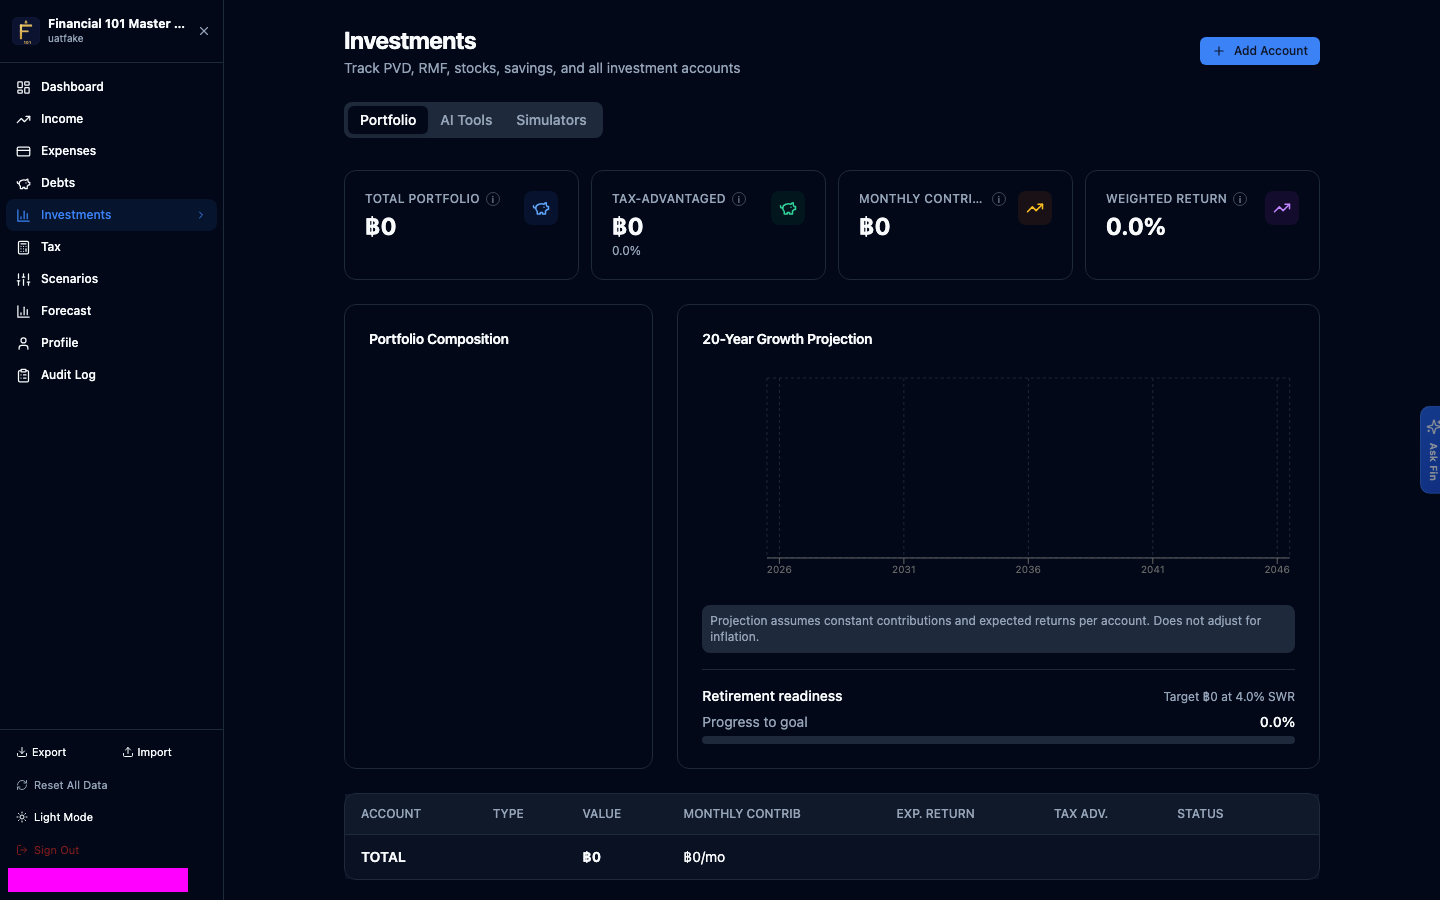 Financial 101 Master ...
uatfake
Dashboard
Income
Expenses
Debts
Investments
Tax
Scenarios
Forecast
Profile
Audit Log
Export
Import
Reset All Data
Light Mode
Sign Out
Investments
Track PVD, RMF, stocks, savings, and all investment accounts
Add Account
Portfolio
AI Tools
Simulators
TOTAL PORTFOLIO
฿0
TAX-ADVANTAGED
฿0
0.0%
MONTHLY CONTRI...
฿0
WEIGHTED RETURN
0.0%
Portfolio Composition
20-Year Growth Projection
2026 2031 2036 2041 2046
Projection assumes constant contributions and expected returns per account. Does not adjust for
inflation.
Retirement readiness
Target ฿0 at 4.0% SWR
Progress to goal
0.0%
ACCOUNT TYPE VALUE MONTHLY CONTRIB EXP. RETURN TAX ADV. STATUS
TOTAL ฿0 ฿0/mo
Ask Fin